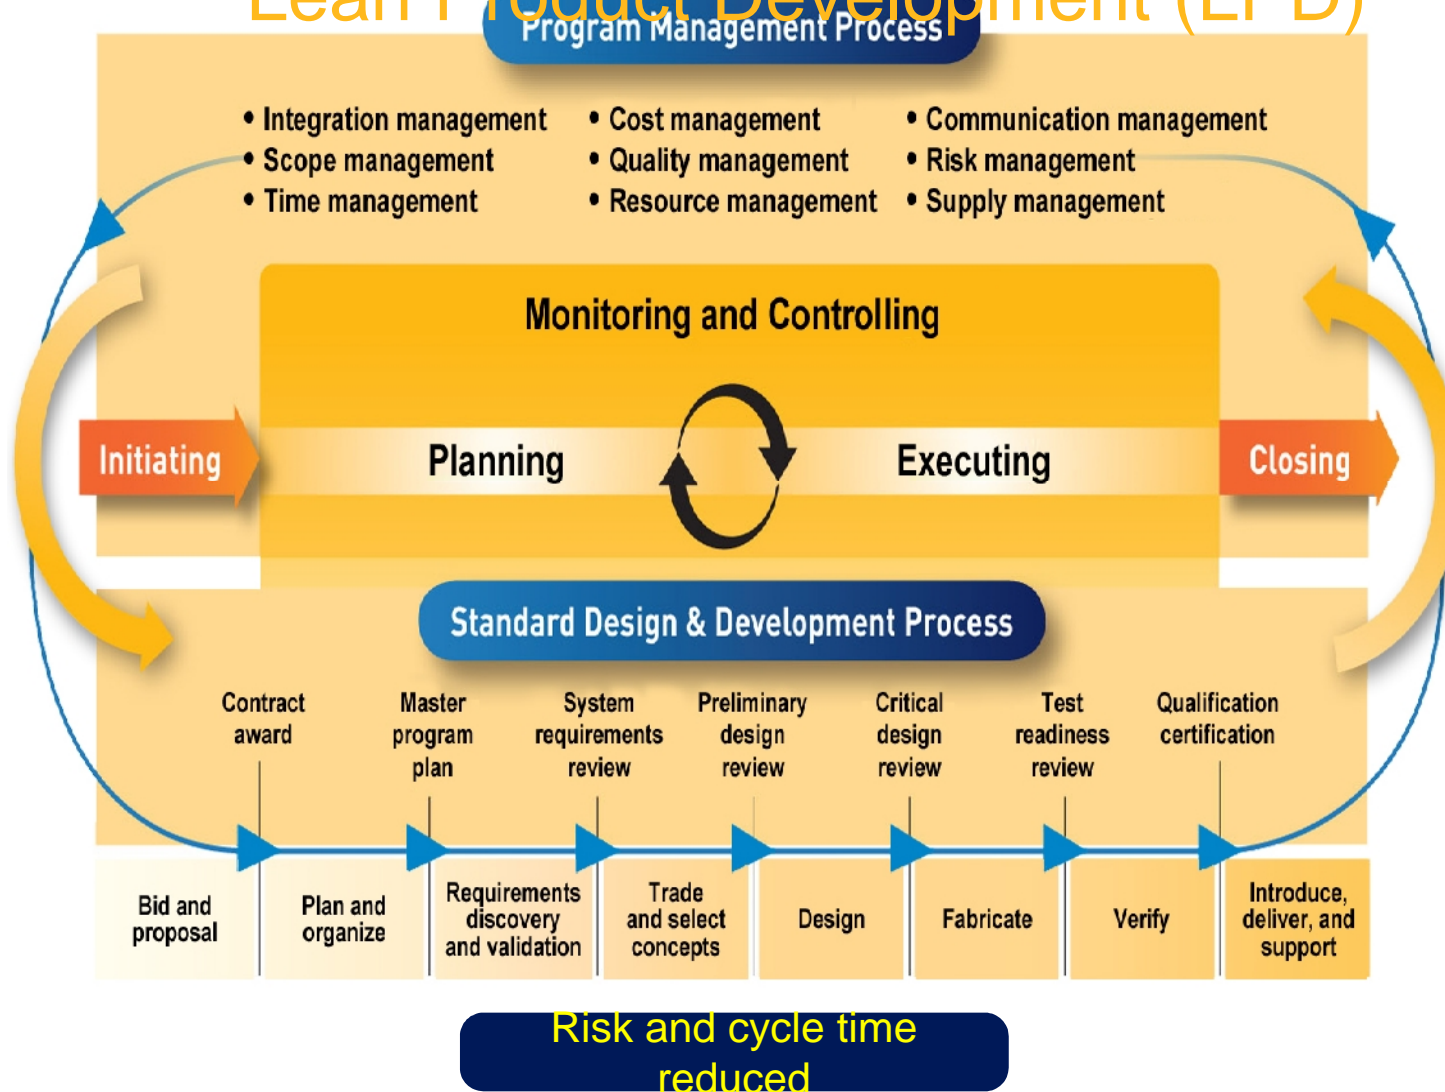 Lean Product Development (LPD)
Program Management Process
• Integration management
• Scope management
• Time management
• Cost management
• Quality management
• Resource management
• Communication management
• Risk management
• Supply management
Monitoring and Controlling
Initiating
Planning
Executing
Closing
Standard Design & Development Process
Contract
award
Master
program
plan
System
requirements
review
Preliminary
design
review
Critical
design
review
Test
readiness
review
Qualification
certification
Bid and
proposal
Plan and
organize
Requirements
discovery
and validation
Trade
and select
concepts
Design
Fabricate
Verify
Introduce,
deliver, and
support
Risk and cycle time
reduced